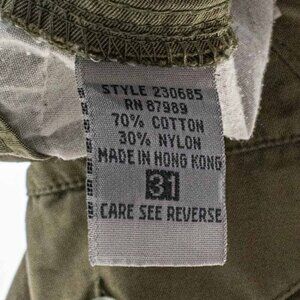 STYLE 230685
RN 87989
70% COTTON
30% NYLON
MADE IN HONG KONG
31
CARE SEE REVERSE